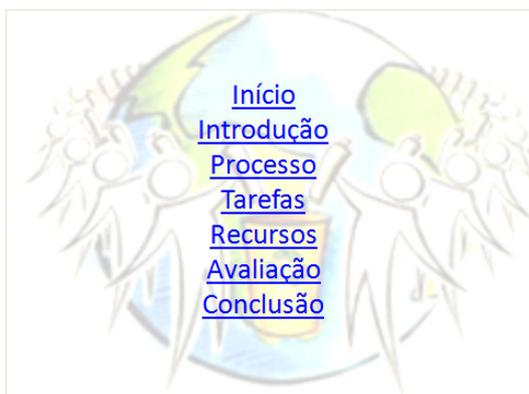 Início
Introdução
Processo
Tarefas
Recursos
Avaliação
Conclusão